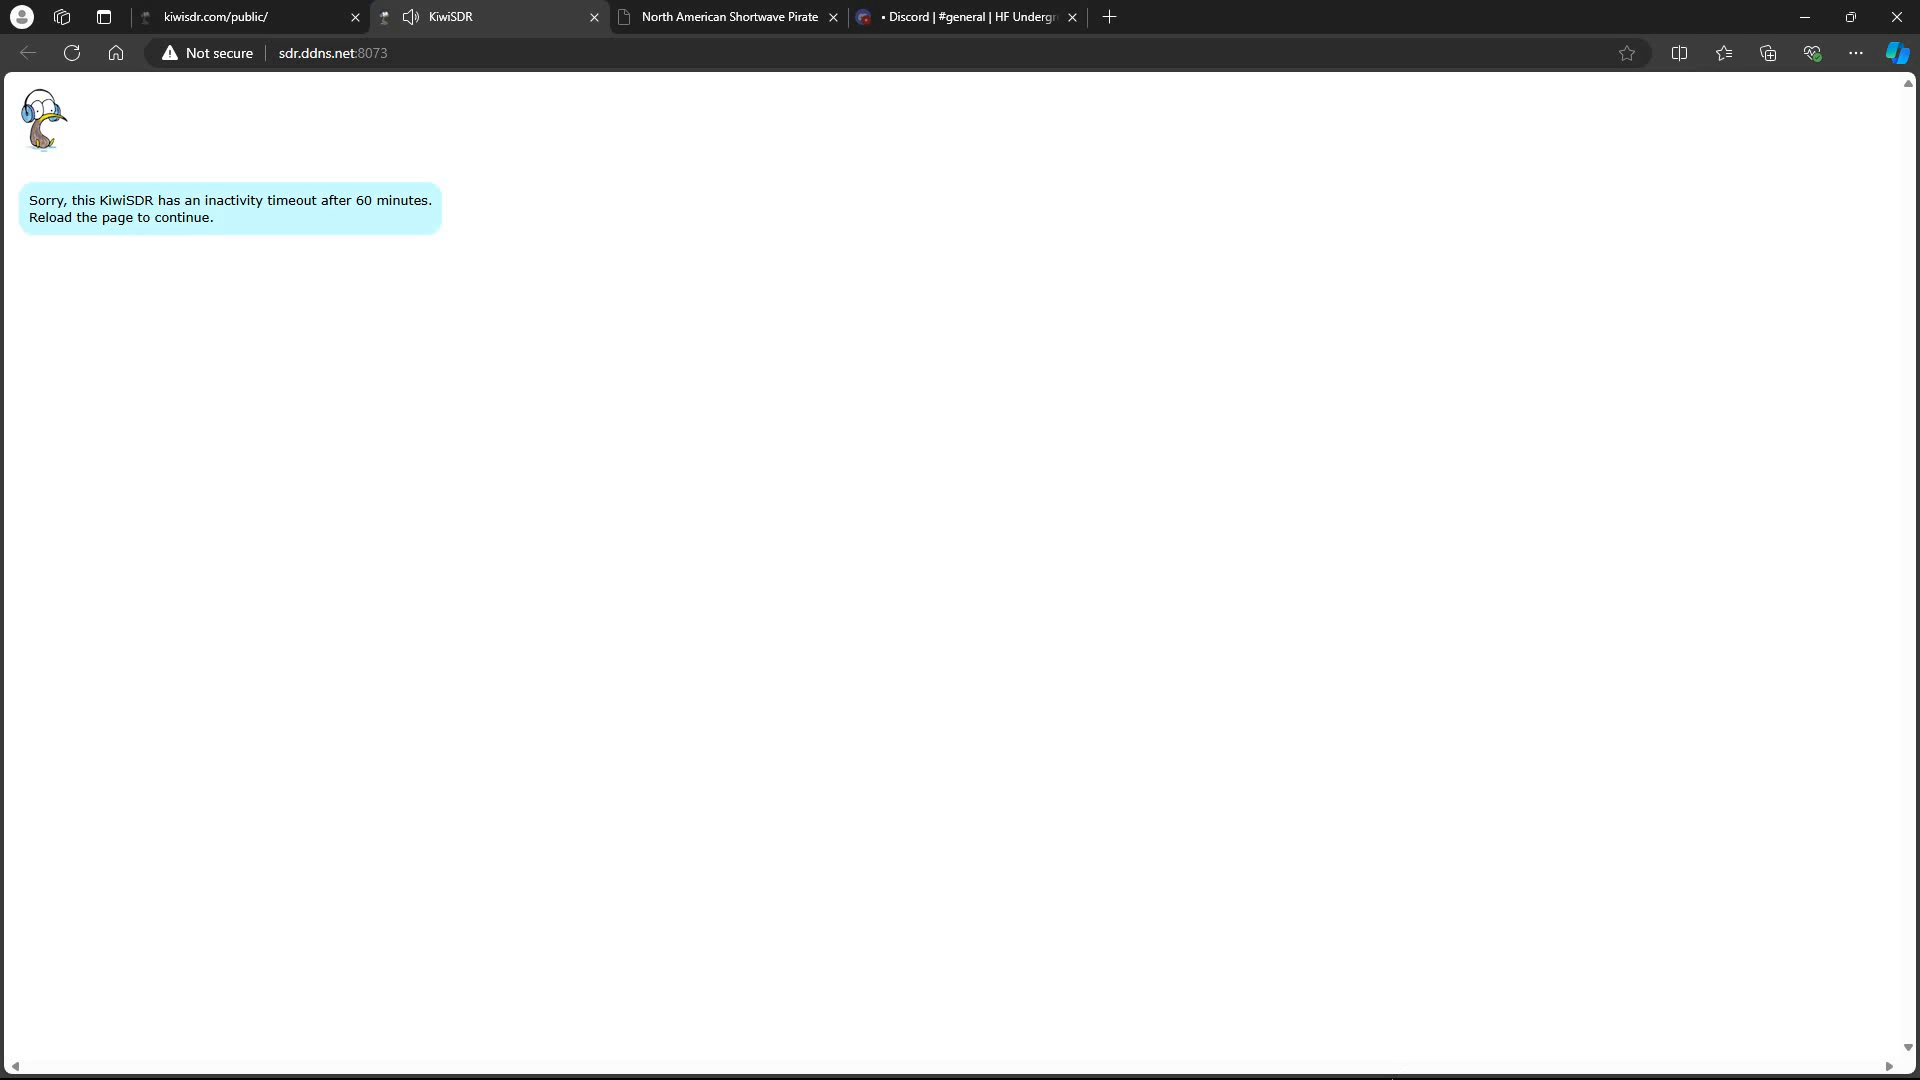 kiwisdr.com/public/
KiwiSDR
North American Shortwave Pirate
• Discord | #general | HF Undergr
Not secure
sdr.ddns.net:8073
Sorry, this KiwiSDR has an inactivity timeout after 60 minutes.
Reload the page to continue.